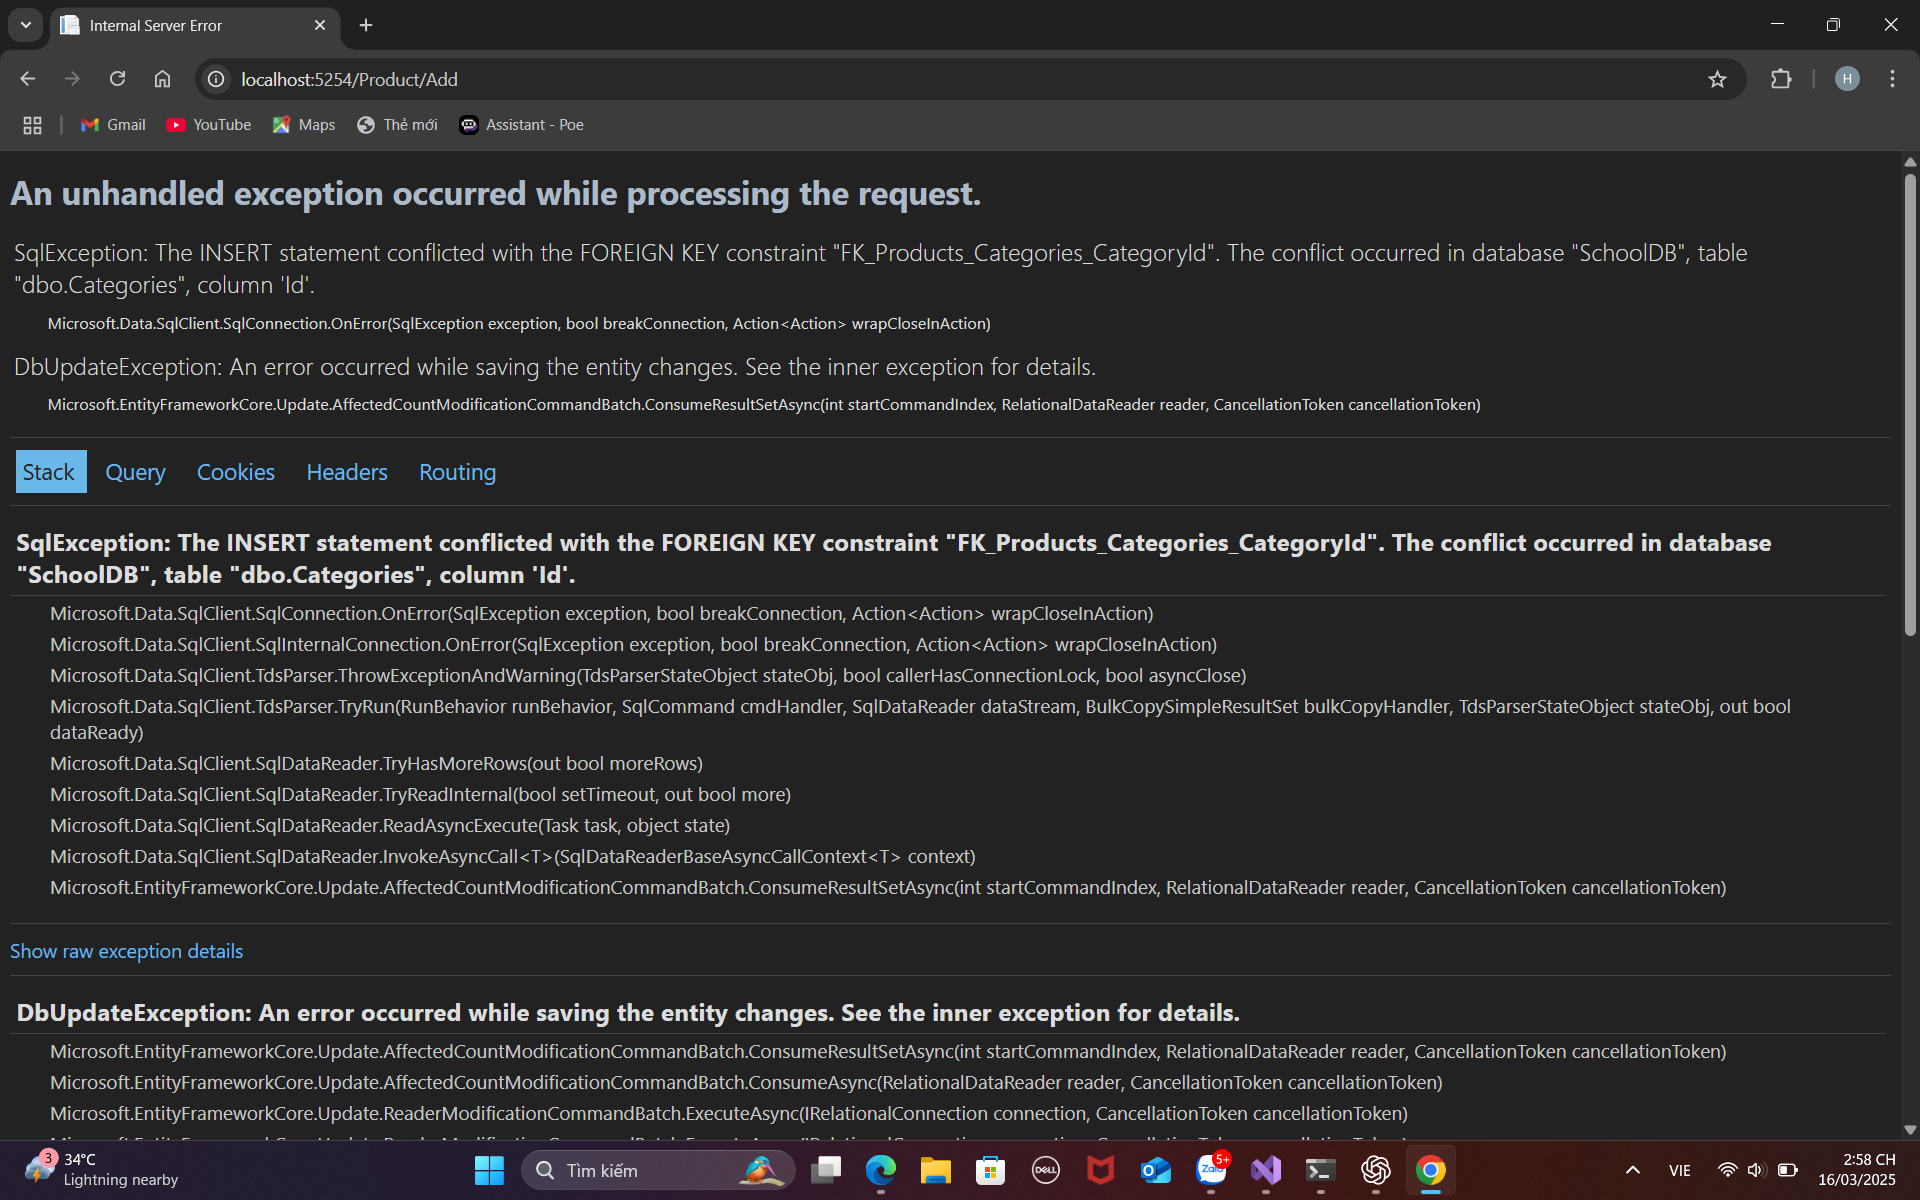 Internal Server Error
localhost:5254/Product/Add
H
Gmail
YouTube
Maps
Thẻ mới
Assistant - Poe
An unhandled exception occurred while processing the request.
SqlException: The INSERT statement conflicted with the FOREIGN KEY constraint "FK_Products_Categories_CategoryId". The conflict occurred in database "SchoolDB", table
"dbo.Categories", column 'Id'.
Microsoft.Data.SqlClient.SqlConnection.OnError(SqlException exception, bool breakConnection, Action<Action> wrapCloseInAction)
DbUpdateException: An error occurred while saving the entity changes. See the inner exception for details.
Microsoft.EntityFrameworkCore.Update.AffectedCountModificationCommandBatch.ConsumeResultSetAsync(int startCommandIndex, RelationalDataReader reader, CancellationToken cancellationToken)
Stack Query Cookies Headers Routing
SqlException: The INSERT statement conflicted with the FOREIGN KEY constraint "FK_Products_Categories_CategoryId". The conflict occurred in database
"SchoolDB", table "dbo.Categories", column 'Id'.
Microsoft.Data.SqlClient.SqlConnection.OnError(SqlException exception, bool breakConnection, Action<Action> wrapCloseInAction)
Microsoft.Data.SqlClient.SqlInternalConnection.OnError(SqlException exception, bool breakConnection, Action<Action> wrapCloseInAction)
Microsoft.Data.SqlClient.TdsParser.ThrowExceptionAndWarning(TdsParserStateObject stateObj, bool callerHasConnectionLock, bool asyncClose)
Microsoft.Data.SqlClient.TdsParser.TryRun(RunBehavior runBehavior, SqlCommand cmdHandler, SqlDataReader dataStream, BulkCopySimpleResultSet bulkCopyHandler, TdsParserStateObject stateObj, out bool
dataReady)
Microsoft.Data.SqlClient.SqlDataReader.TryHasMoreRows(out bool moreRows)
Microsoft.Data.SqlClient.SqlDataReader.TryReadInternal(bool setTimeout, out bool more)
Microsoft.Data.SqlClient.SqlDataReader.ReadAsyncExecute(Task task, object state)
Microsoft.Data.SqlClient.SqlDataReader.InvokeAsyncCall<T>(SqlDataReaderBaseAsyncCallContext<T> context)
Microsoft.EntityFrameworkCore.Update.AffectedCountModificationCommandBatch.ConsumeResultSetAsync(int startCommandIndex, RelationalDataReader reader, CancellationToken cancellationToken)
Show raw exception details
DbUpdateException: An error occurred while saving the entity changes. See the inner exception for details.
Microsoft.EntityFrameworkCore.Update.AffectedCountModificationCommandBatch.ConsumeResultSetAsync(int startCommandIndex, RelationalDataReader reader, CancellationToken cancellationToken)
Microsoft.EntityFrameworkCore.Update.AffectedCountModificationCommandBatch.ConsumeAsync(RelationalDataReader reader, CancellationToken cancellationToken)
Microsoft.EntityFrameworkCore.Update.ReaderModificationCommandBatch.ExecuteAsync(IRelationalConnection connection, CancellationToken cancellationToken)
3
34°C
Lightning nearby
Tìm kiếm
DELL
Zalo
5+
VIE
2:58 CH
16/03/2025